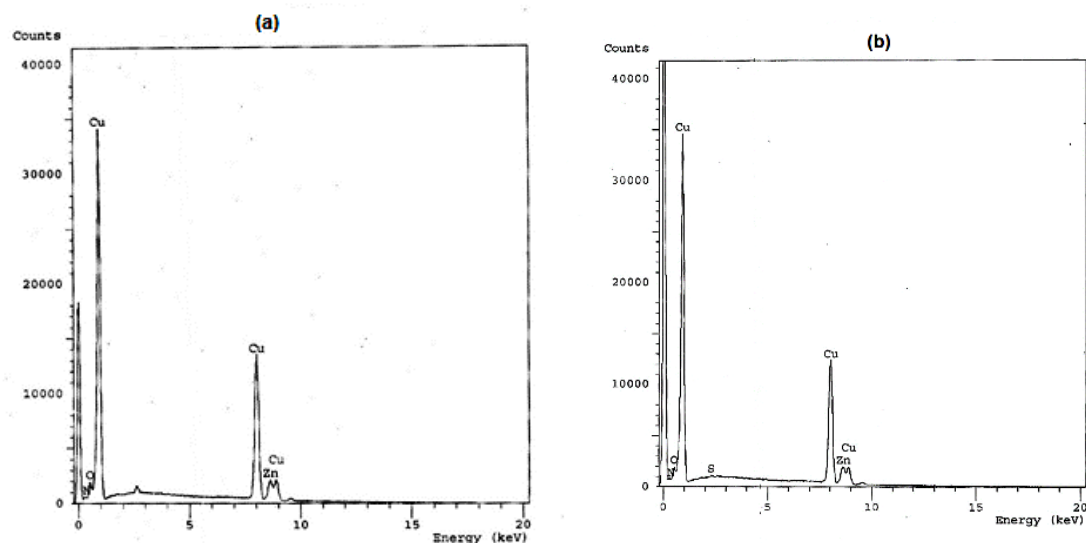 (a)
Counts
40000
30000
20000
10000
0
Cu
O
N
Cu
Cu
Zn
0 5 10 15 20
Energy (keV)
(b)
Counts
40000
30000
20000
10000
0
Cu
O
N
S
Cu
Cu
Zn
0 5 10 15 20
Energy (keV)